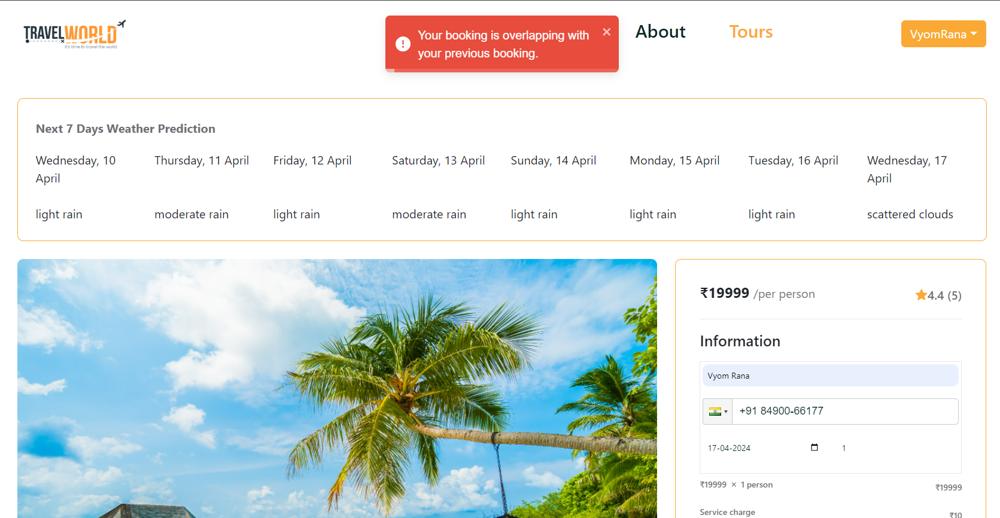 TRAVELWORLD
it's time to travel the world
Your booking is overlapping with
your previous booking.
About
Tours
VyomRana
Next 7 Days Weather Prediction
Wednesday, 10
April
Thursday, 11 April
Friday, 12 April
Saturday, 13 April
Sunday, 14 April
Monday, 15 April
Tuesday, 16 April
Wednesday, 17
April
light rain
moderate rain
light rain
moderate rain
light rain
light rain
light rain
scattered clouds
₹19999 /per person
4.4 (5)
Information
Vyom Rana
+91 84900-66177
17-04-2024
1
₹19999 × 1 person
₹19999
Service charge
₹10